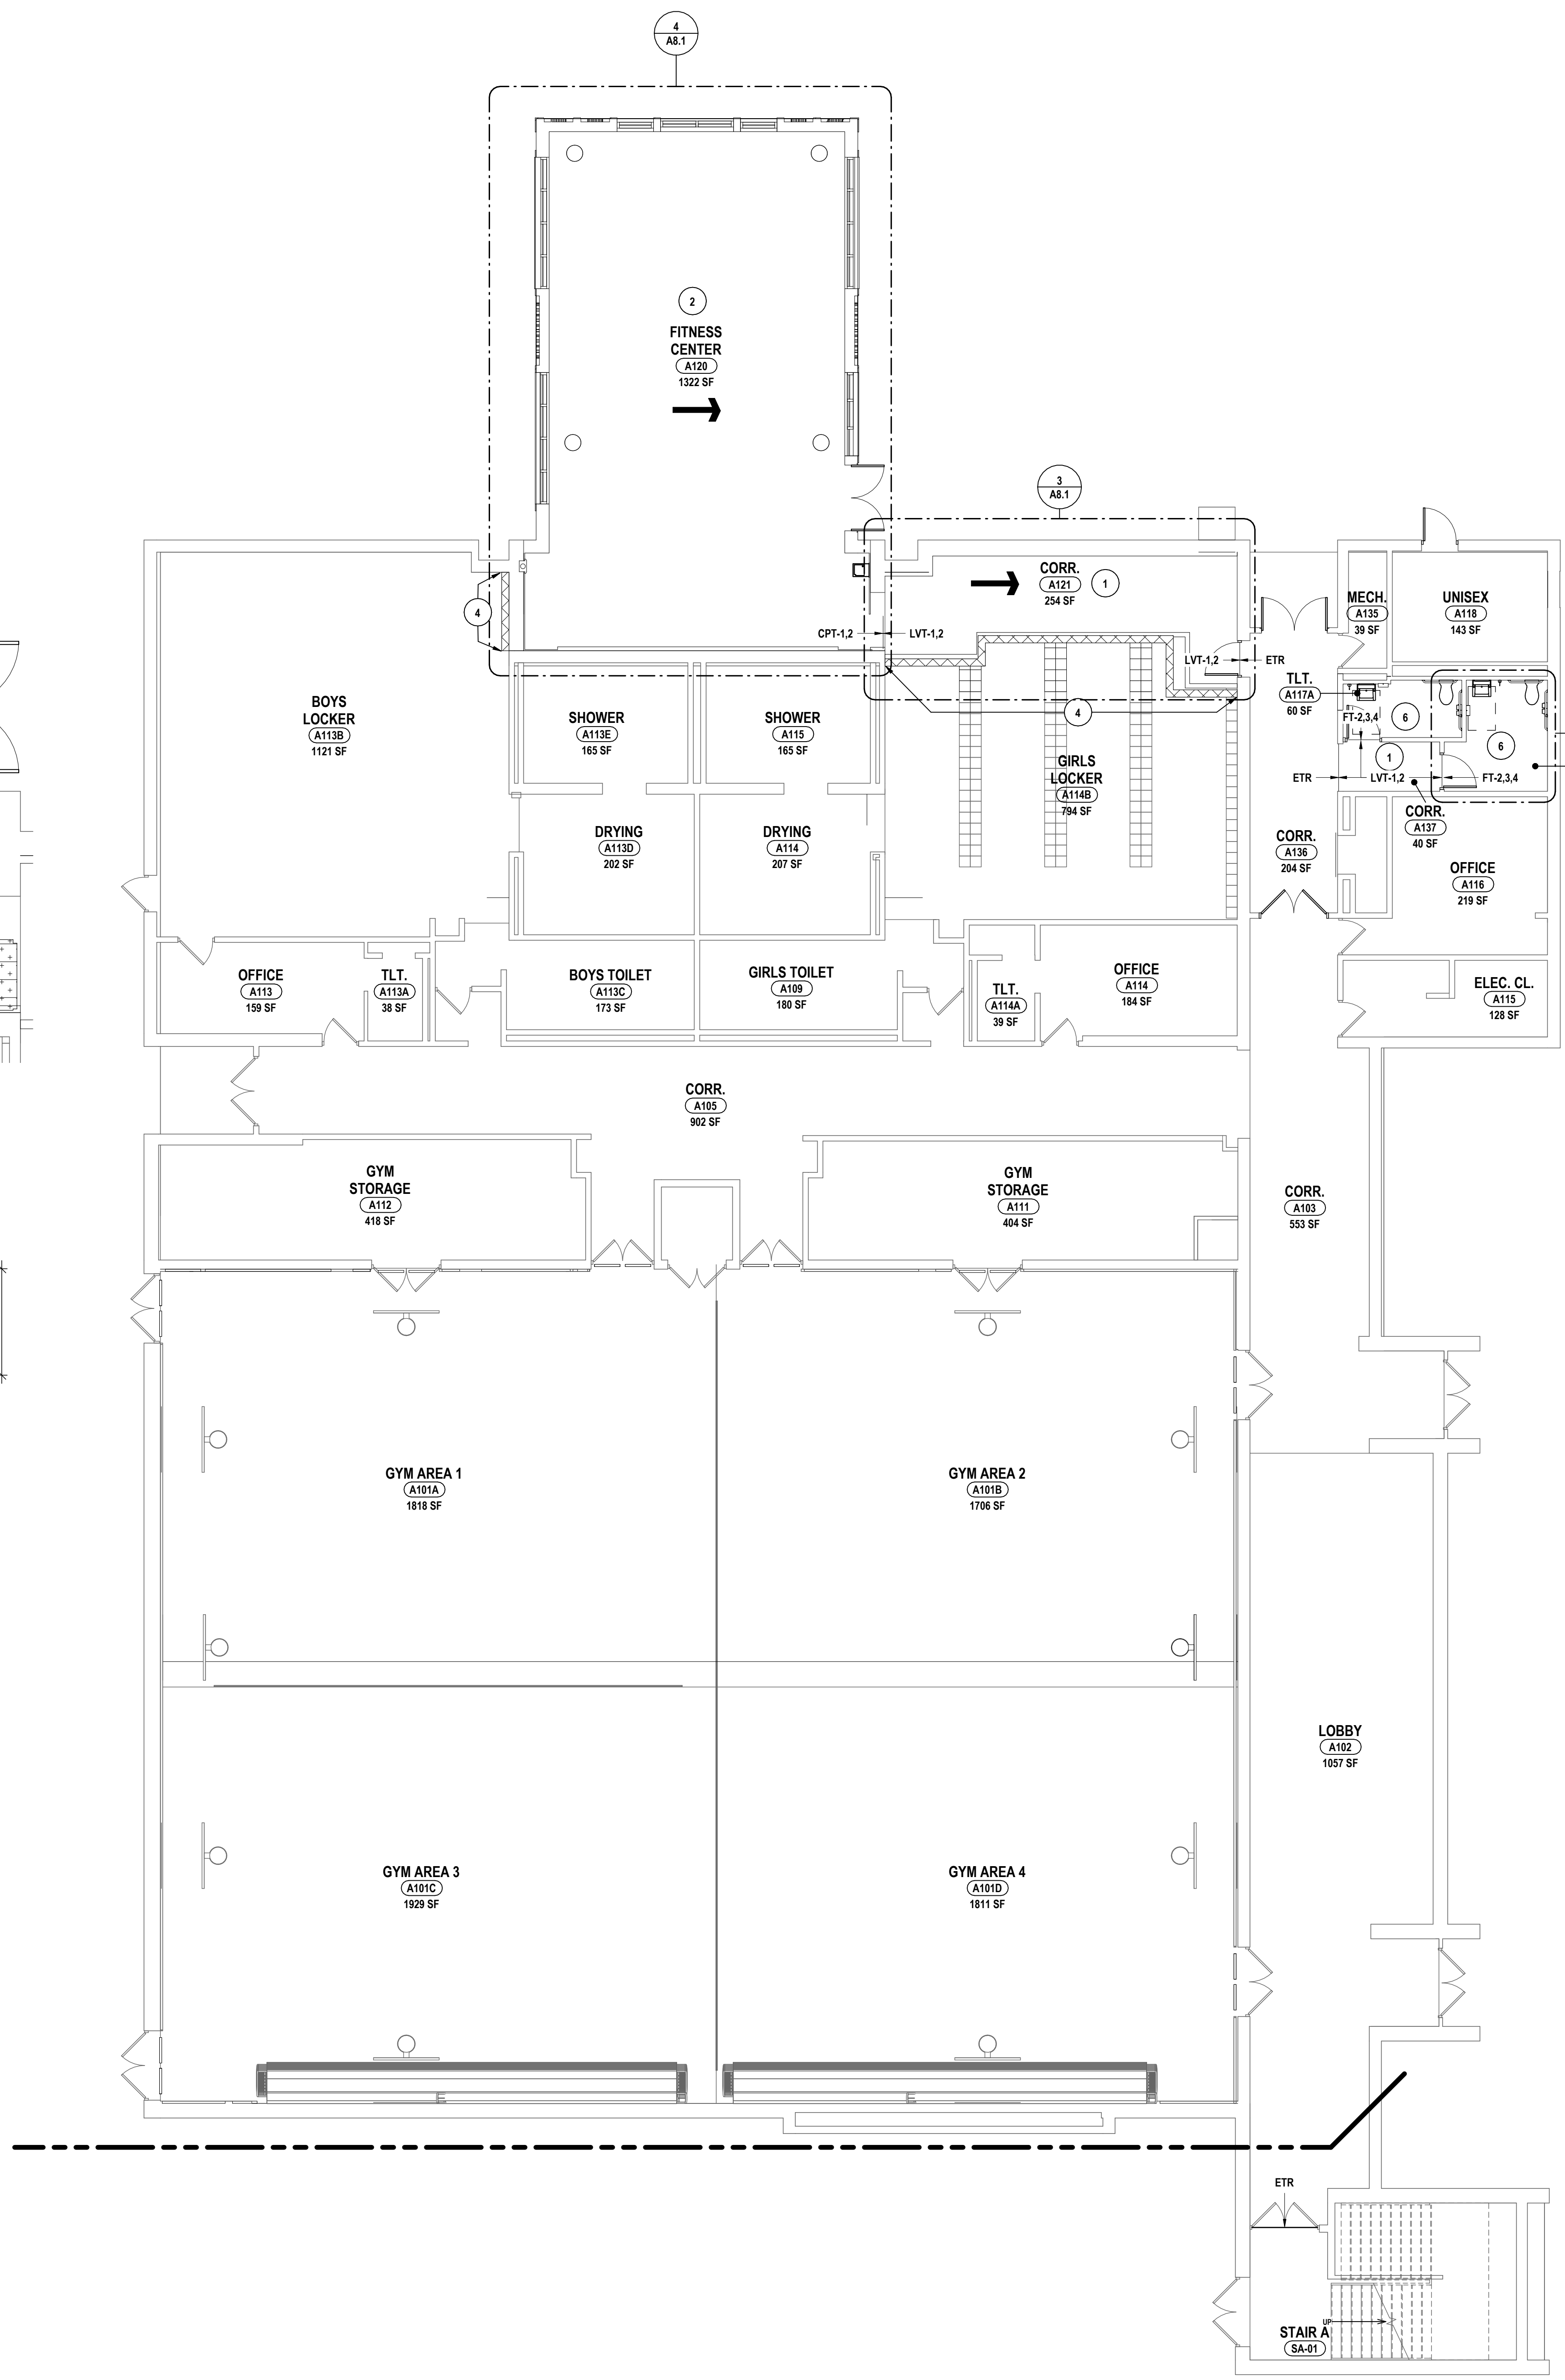 4
A8.1
2
FITNESS
CENTER
A120
1322 SF
3
A8.1
CORR.
A121
254 SF
1
MECH.
A135
39 SF
UNISEX
A118
143 SF
4
CPT-1,2
LVT-1,2
LVT-1,2
ETR
TLT.
A117A
60 SF
FT-2,3,4
6
6
1
ETR
LVT-1,2
FT-2,3,4
BOYS
LOCKER
A113B
1121 SF
SHOWER
A113E
165 SF
SHOWER
A115
165 SF
4
GIRLS
LOCKER
A114B
794 SF
CORR.
A137
40 SF
DRYING
A113D
202 SF
DRYING
A114
207 SF
CORR.
A136
204 SF
OFFICE
A116
219 SF
OFFICE
A113
159 SF
TLT.
A113A
38 SF
BOYS TOILET
A113C
173 SF
GIRLS TOILET
A109
180 SF
TLT.
A114A
39 SF
OFFICE
A114
184 SF
ELEC. CL.
A115
128 SF
CORR.
A105
902 SF
GYM
STORAGE
A112
418 SF
GYM
STORAGE
A111
404 SF
CORR.
A103
553 SF
GYM AREA 1
A101A
1818 SF
GYM AREA 2
A101B
1706 SF
LOBBY
A102
1057 SF
GYM AREA 3
A101C
1929 SF
GYM AREA 4
A101D
1811 SF
ETR
UP
STAIR A
SA-01